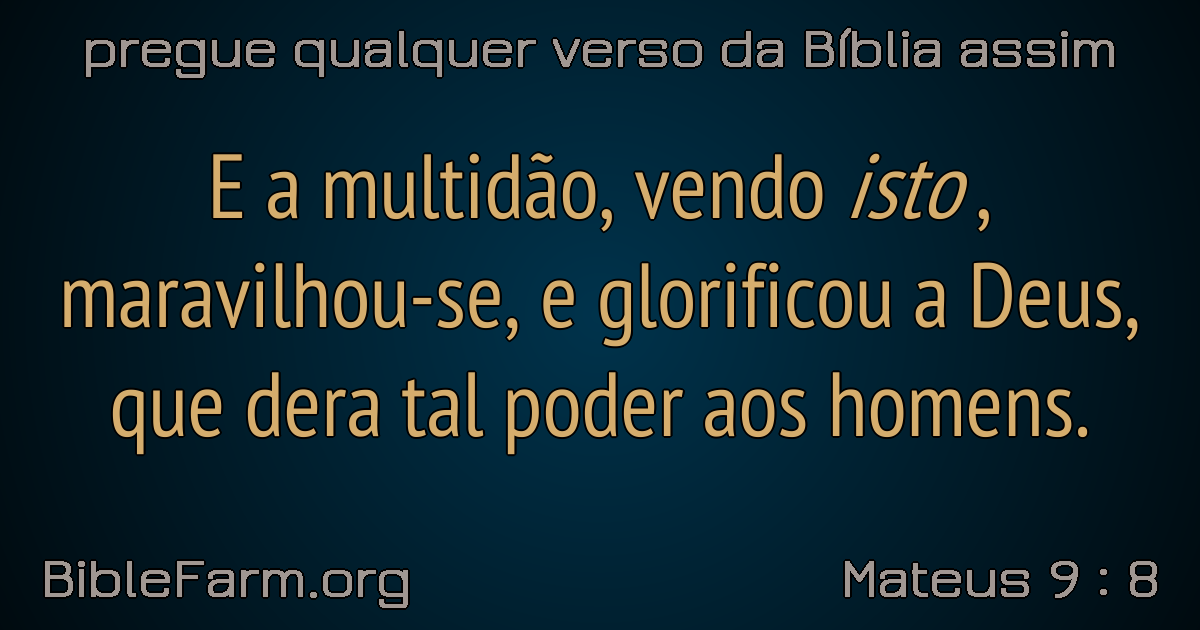 pregue qualquer verso da Bíblia assim
E a multidão, vendo isto ,
maravilhou-se, e glorificou a Deus,
que dera tal poder aos homens.
BibleFarm.org
Mateus 9 : 8